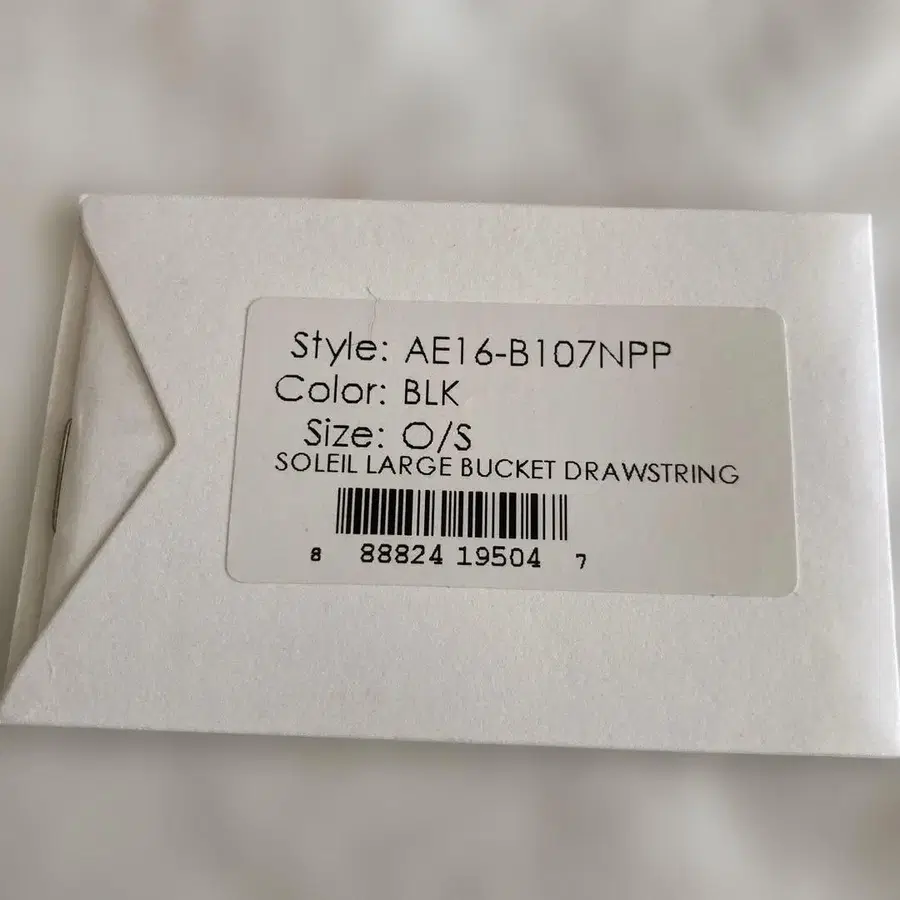 Style: AE16-B107NPP
Color: BLK
Size: O/S
SOLEIL LARGE BUCKET DRAWSTRING
8 88824 19504 7